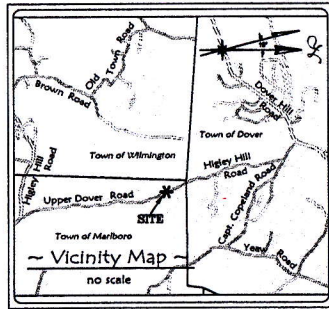 Old
Town Road
Brown Road
Dover Hill
Road
Town of Dover
Town of Wilmington
Higley Hill
Road
Higley Hill
Road
Upper Dover Road
SITE
Capt. Copeland Road
Town of Marlboro
Yeaw Road
~ Vicinity Map ~
no scale